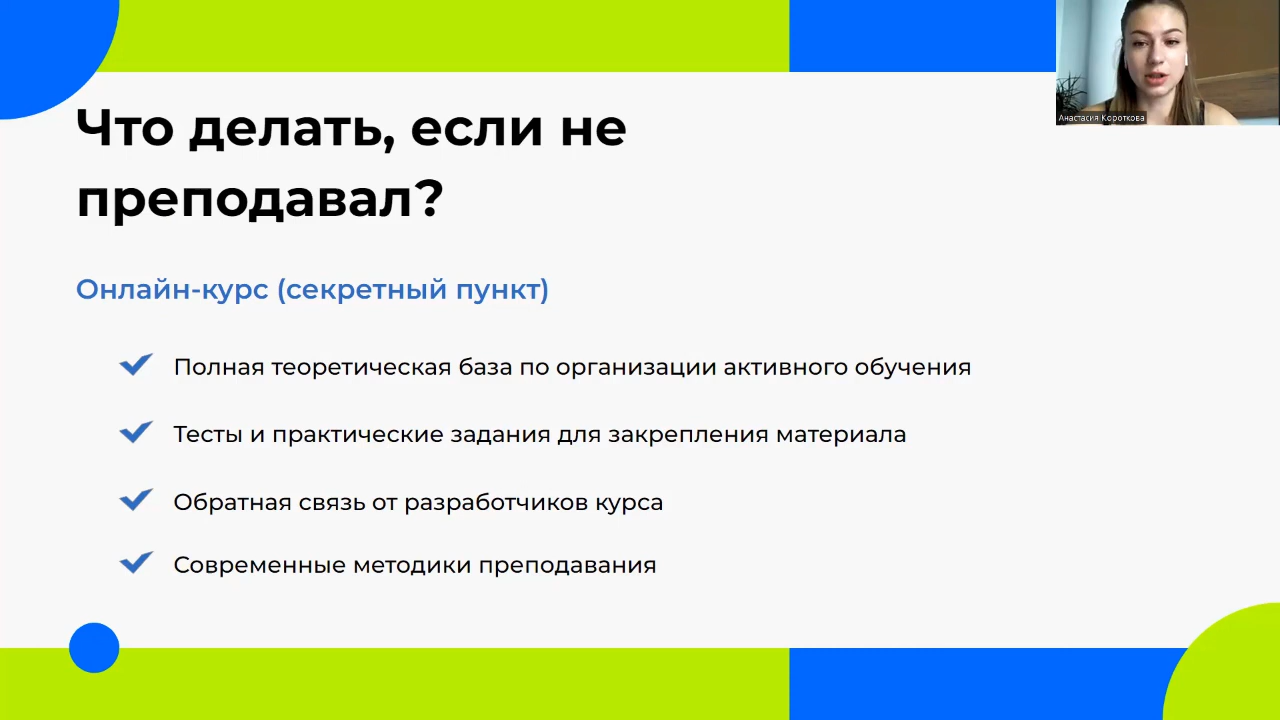 Что делать, если не
преподавал?
Онлайн-курс (секретный пункт)
Полная теоретическая база по организации активного обучения
Тесты и практические задания для закрепления материала
Обратная связь от разработчиков курса
Современные методики преподавания
Анастасия Короткова